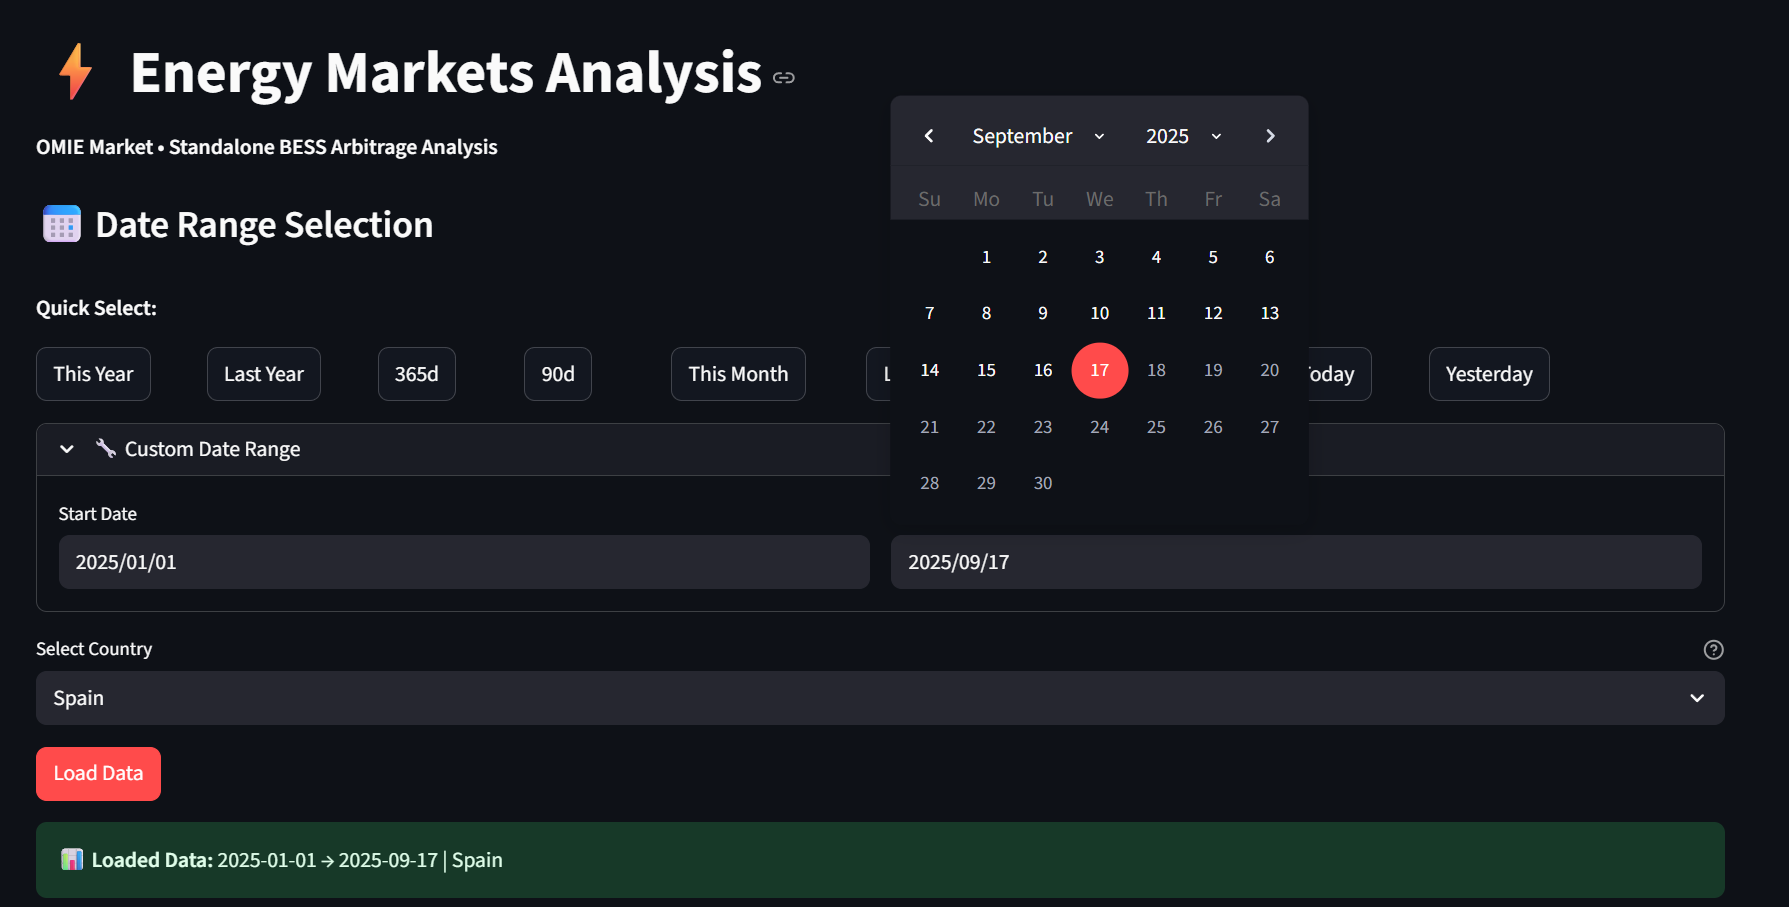 Energy Markets Analysis
OMIE Market • Standalone BESS Arbitrage Analysis
Date Range Selection
Quick Select:
This Year Last Year 365d 90d This Month Yesterday
Custom Date Range
September 2025
Su Mo Tu We Th Fr Sa
1 2 3 4 5 6
7 8 9 10 11 12 13
14 15 16 17 18 19 20
21 22 23 24 25 26 27
28 29 30
Start Date
2025/01/01 2025/09/17
Select Country
Spain
Load Data
Loaded Data: 2025-01-01 → 2025-09-17 | Spain